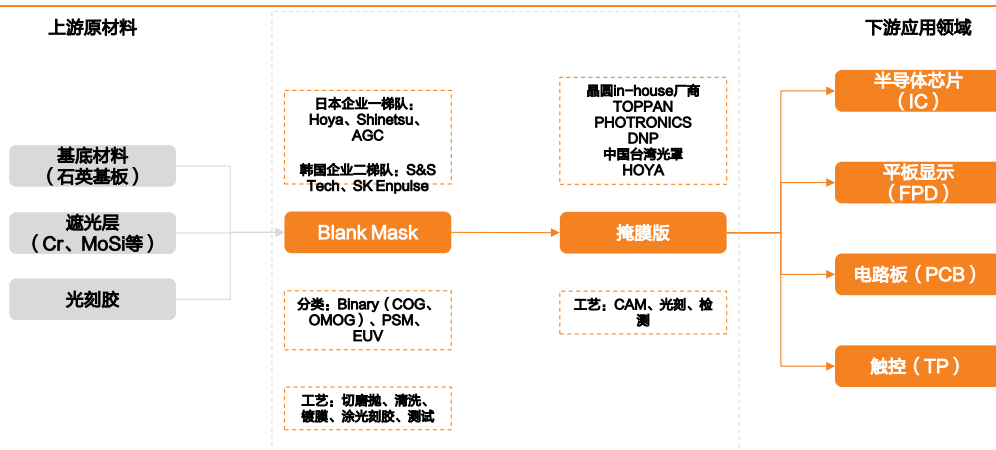 上游原材料
下游应用领域
基底材料
（石英基板）
遮光层
（Cr、MoSi等）
光刻胶
日本企业一梯队：
Hoya、Shinetsu、
AGC
韩国企业二梯队：S&S
Tech、SK Enpulse
Blank Mask
分类：Binary（COG、
OMOG）、PSM、
EUV
工艺：切磨抛、清洗、
镀膜、涂光刻胶、测试
晶圆in-house厂商
TOPPAN
PHOTRONICS
DNP
中国台湾光罩
HOYA
掩膜版
工艺：CAM、光刻、检
测
半导体芯片
（IC）
平板显示
（FPD）
电路板（PCB）
触控（TP）